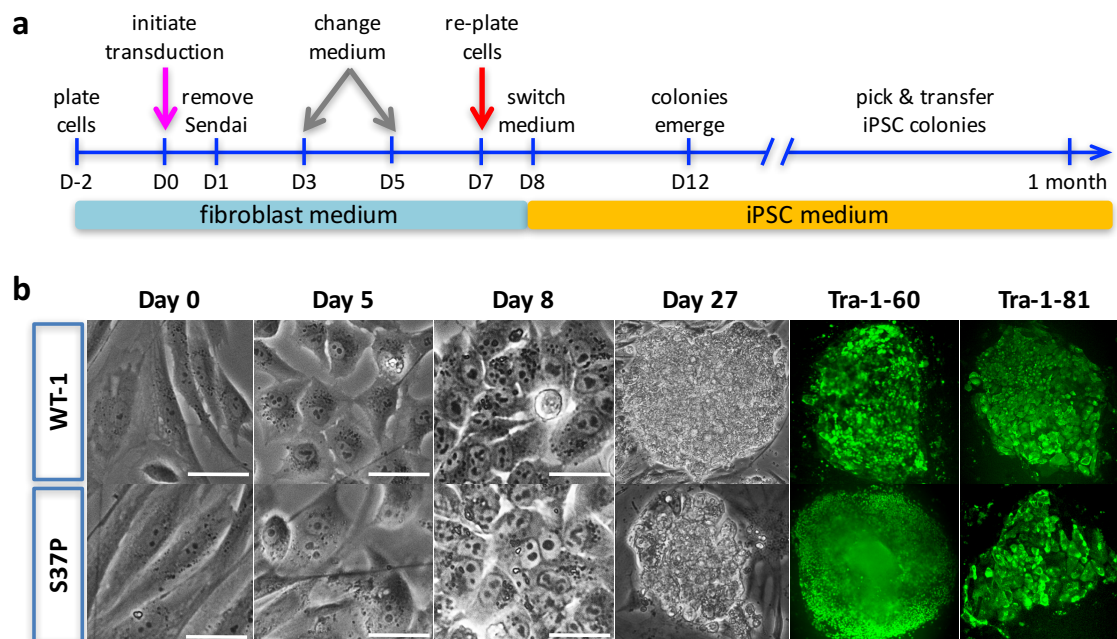 a
initiate
transduction
change
medium
re-plate
cells
plate
cells
remove
Sendai
switch
medium
colonies
emerge
pick & transfer
iPSC colonies
D-2
D0
D1
D3
D5
D7
D8
D12
1 month
fibroblast medium
iPSC medium
b
Day 0
Day 5
Day 8
Day 27
Tra-1-60
Tra-1-81
WT-1
S37P